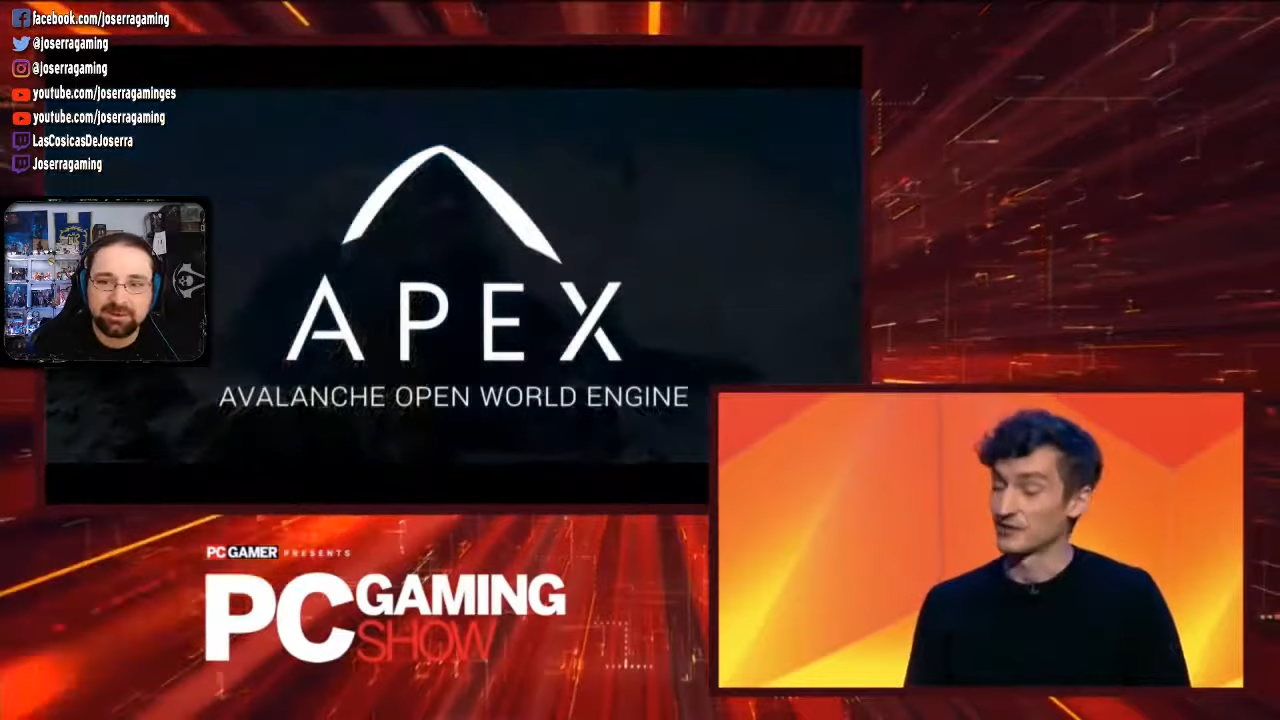 facebook.com/joserragaming
@joserragaming
@joserragaming
youtube.com/joserragaminges
youtube.com/joserragaming
LasCosicasDeJoserra
Joserragaming
APEX
AVALANCHE OPEN WORLD ENGINE
PC GAMER PRESENTS
PC GAMING
SHOW